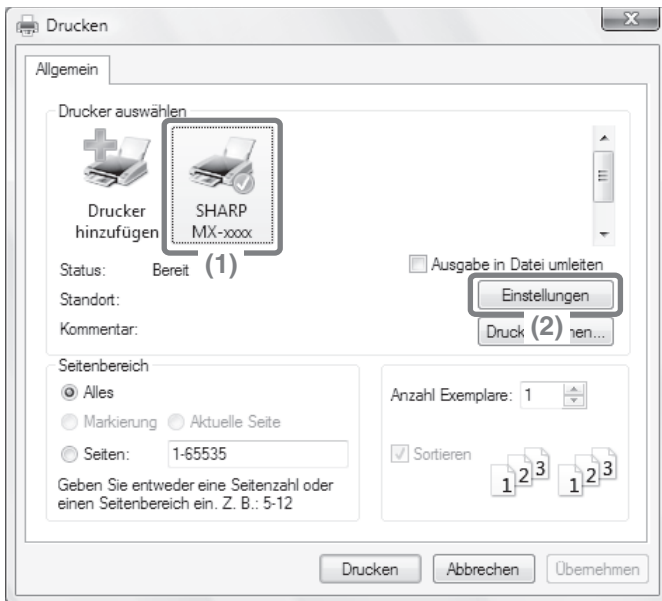 Drucken
Allgemein
Drucker auswählen
Drucker
hinzufügen
SHARP
MX-xxxx
(1)
Status: Bereit
Standort:
Kommentar:
Ausgabe in Datei umleiten
Einstellungen
(2)
Seitenbereich
Alles
Markierung Aktuelle Seite
Seiten: 1-65535
Geben Sie entweder eine Seitenzahl oder
einen Seitenbereich ein. Z. B.: 5-12
Anzahl Exemplare: 1
Sortieren
1 2 3 1 2 3
Drucken Abbrechen Übernehmen